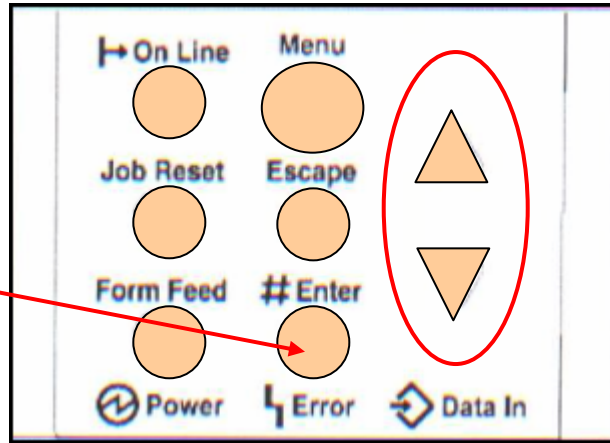 On Line Menu
Job Reset Escape
Form Feed # Enter
Power Error Data In